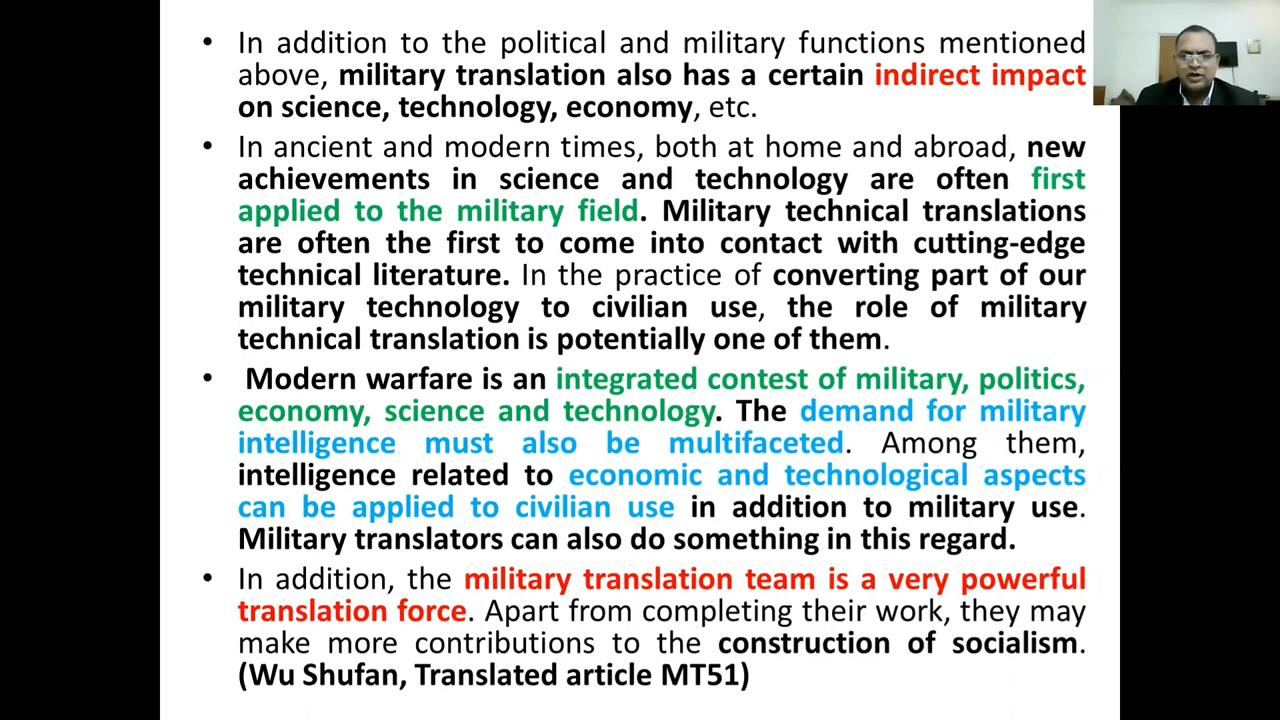 • In addition to the political and military functions mentioned
above, military translation also has a certain indirect impact
on science, technology, economy, etc.
• In ancient and modern times, both at home and abroad, new
achievements in science and technology are often first
applied to the military field. Military technical translations
are often the first to come into contact with cutting-edge
technical literature. In the practice of converting part of our
military technology to civilian use, the role of military
technical translation is potentially one of them.
• Modern warfare is an integrated contest of military, politics,
economy, science and technology. The demand for military
intelligence must also be multifaceted. Among them,
intelligence related to economic and technological aspects
can be applied to civilian use in addition to military use.
Military translators can also do something in this regard.
• In addition, the military translation team is a very powerful
translation force. Apart from completing their work, they may
make more contributions to the construction of socialism.
(Wu Shufan, Translated article MT51)